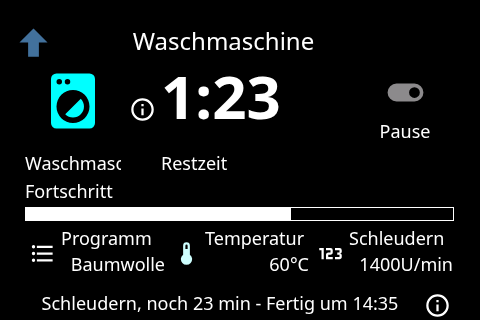 Waschmaschine
1:23
Pause
Waschmasc Restzeit
Fortschritt
Programm Temperatur Schleudern
Baumwolle 60°C 123 1400U/min
Schleudern, noch 23 min - Fertig um 14:35